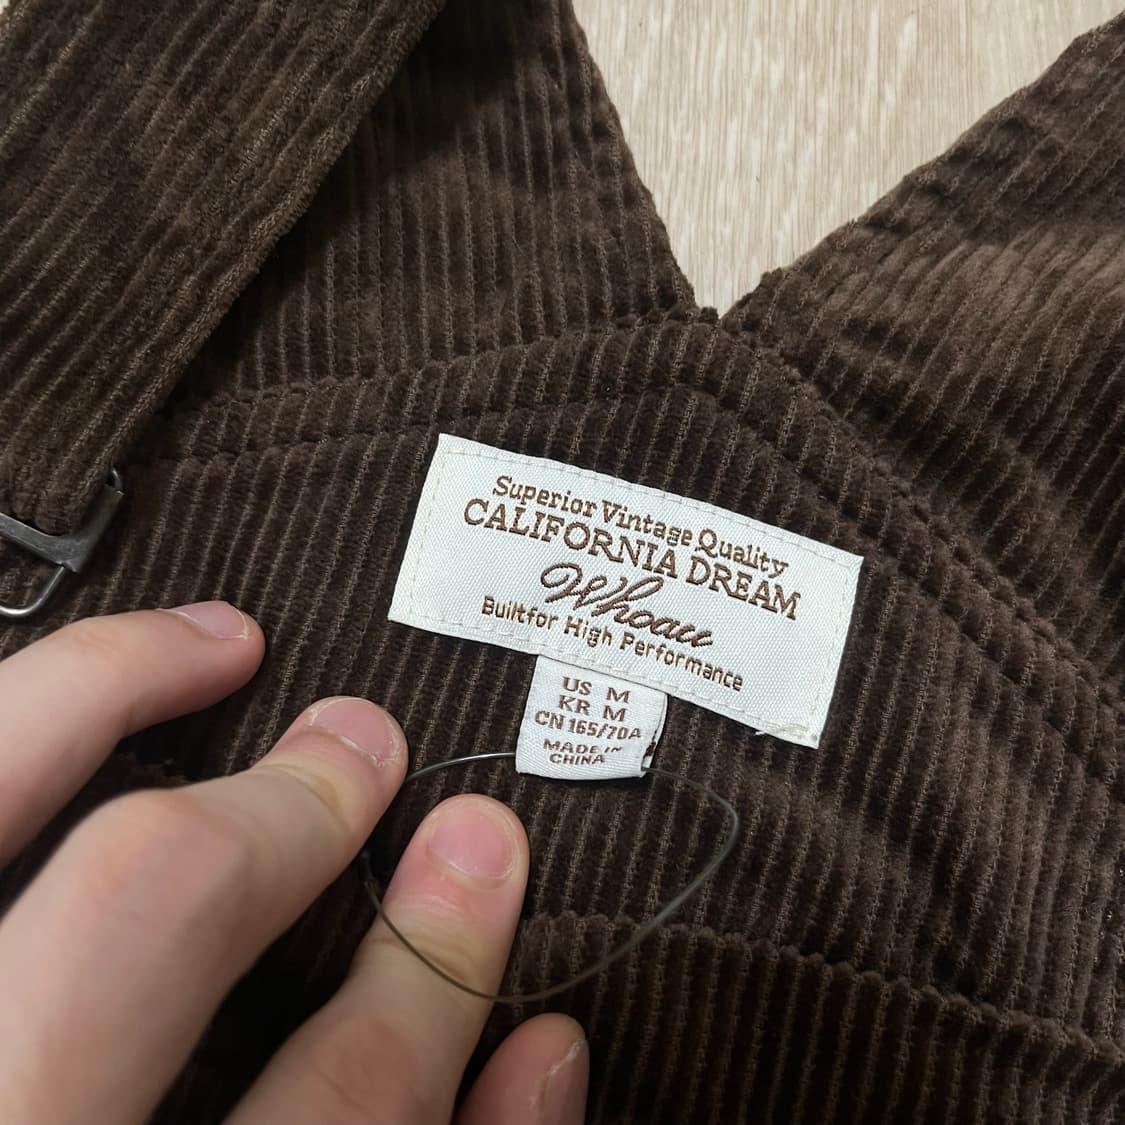 Superior Vintage Quality
CALIFORNIA DREAM
Whoau
Builtfor High Performance
US M
KR M
CN 165/70A
MADE IN
CHINA